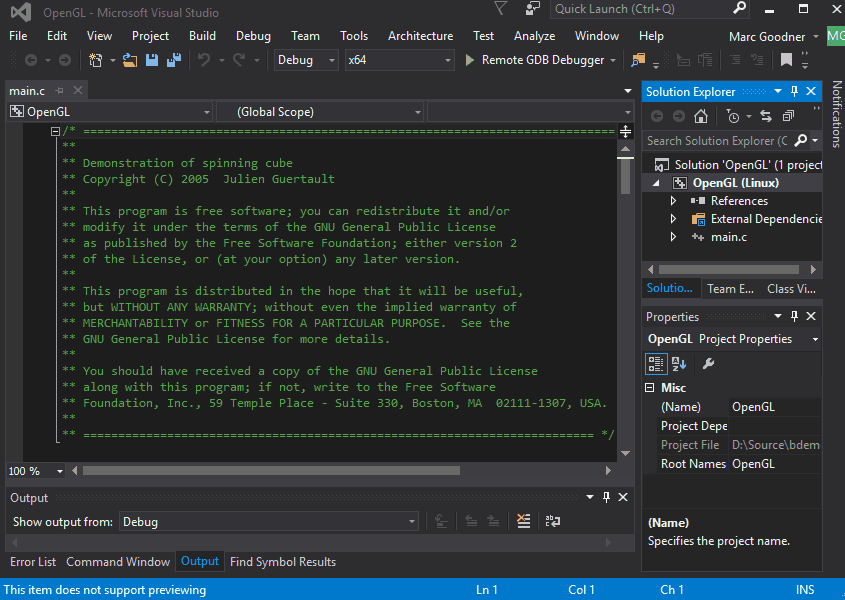 OpenGL - Microsoft Visual Studio
Quick Launch (Ctrl+Q)
File Edit View Project Build Debug Team Tools Architecture Test Analyze Window Help Marc Goodner MG
Debug x64 Remote GDB Debugger
main.c
OpenGL (Global Scope)
/* ============================================================================
**
** Demonstration of spinning cube
** Copyright (C) 2005  Julien Guertault
**
** This program is free software; you can redistribute it and/or
** modify it under the terms of the GNU General Public License
** as published by the Free Software Foundation; either version 2
** of the License, or (at your option) any later version.
**
** This program is distributed in the hope that it will be useful,
** but WITHOUT ANY WARRANTY; without even the implied warranty of
** MERCHANTABILITY or FITNESS FOR A PARTICULAR PURPOSE.  See the
** GNU General Public License for more details.
**
** You should have received a copy of the GNU General Public License
** along with this program; if not, write to the Free Software
** Foundation, Inc., 59 Temple Place - Suite 330, Boston, MA  02111-1307, USA.
**
** ========================================================================= */
100 %
Output
Show output from: Debug
Error List Command Window Output Find Symbol Results
Solution Explorer
Search Solution Explorer (C
Solution 'OpenGL' (1 project
OpenGL (Linux)
References
External Dependencie
main.c
Solutio... Team E... Class Vi...
Properties
OpenGL Project Properties
Misc
(Name) OpenGL
Project Depe
Project File D:\Source\bdem
Root Names OpenGL
(Name)
Specifies the project name.
Notifications
This item does not support previewing Ln 1 Col 1 Ch 1 INS